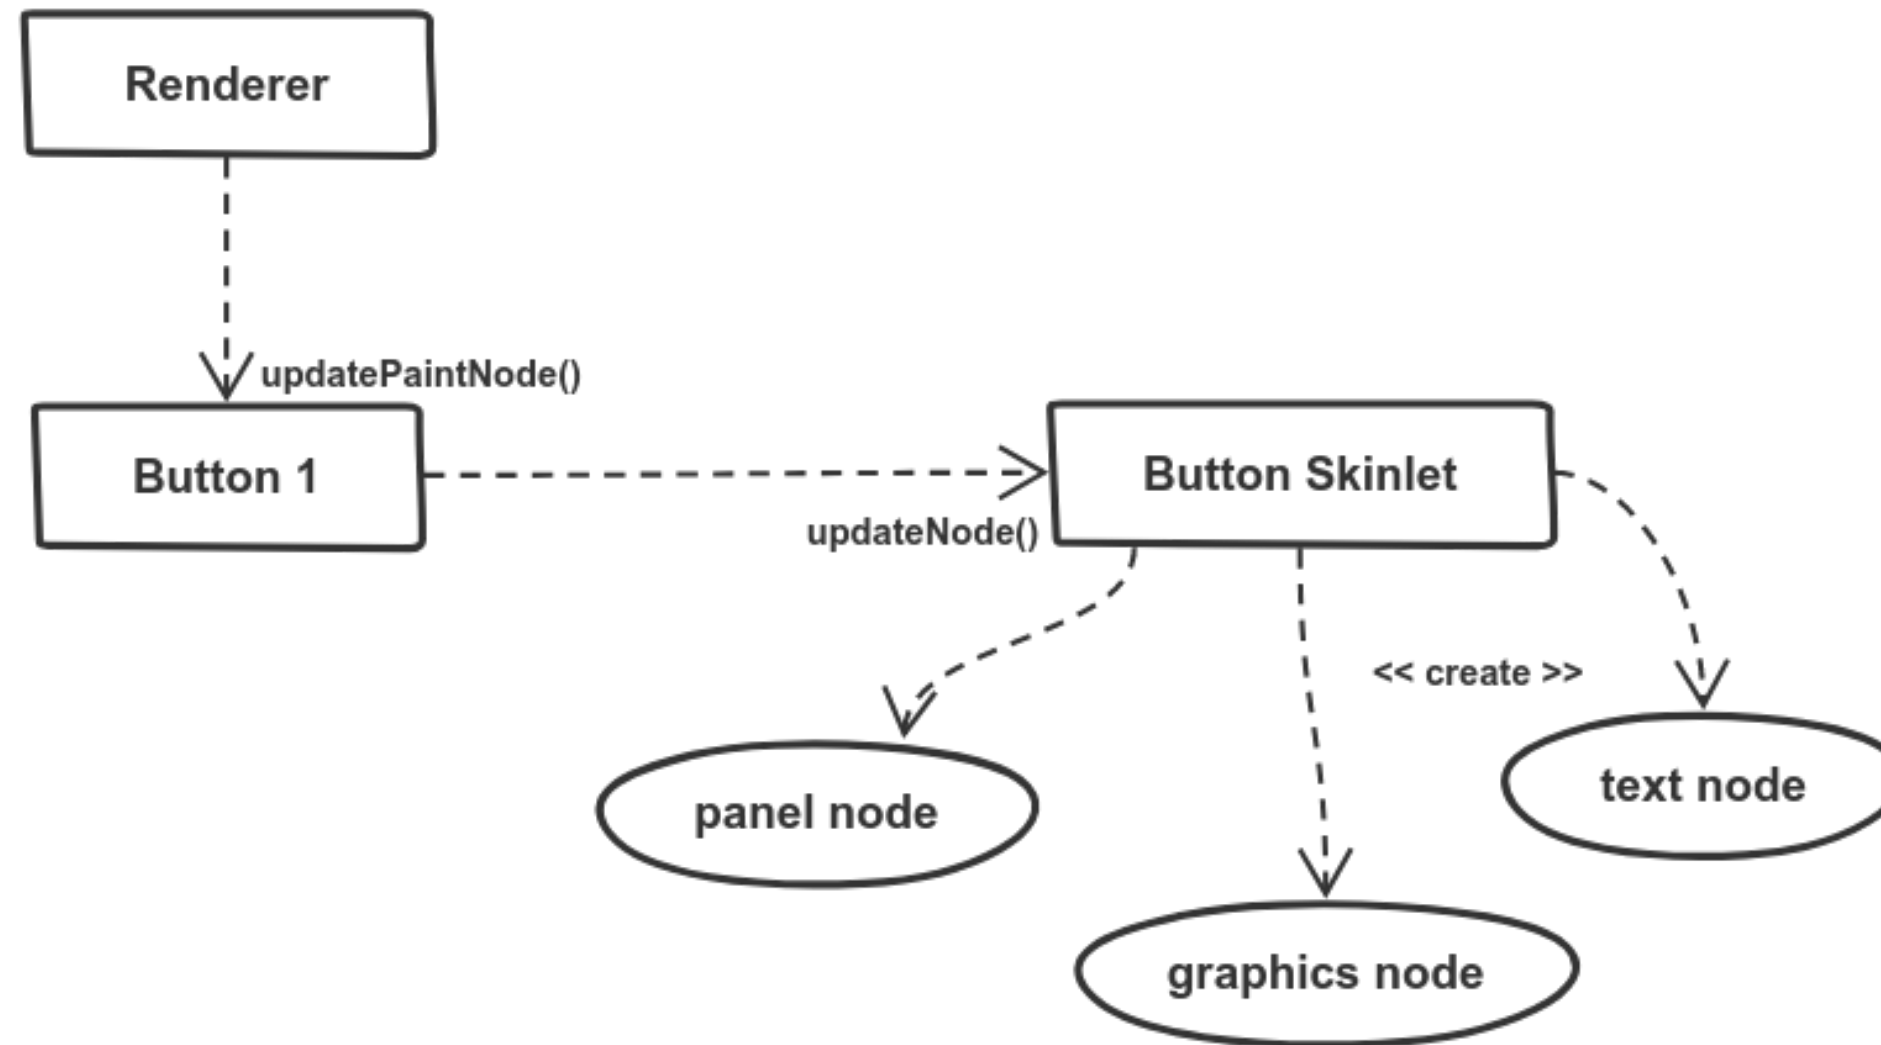 Renderer
updatePaintNode()
Button 1
Button Skinlet
updateNode()
<< create >>
text node
panel node
graphics node